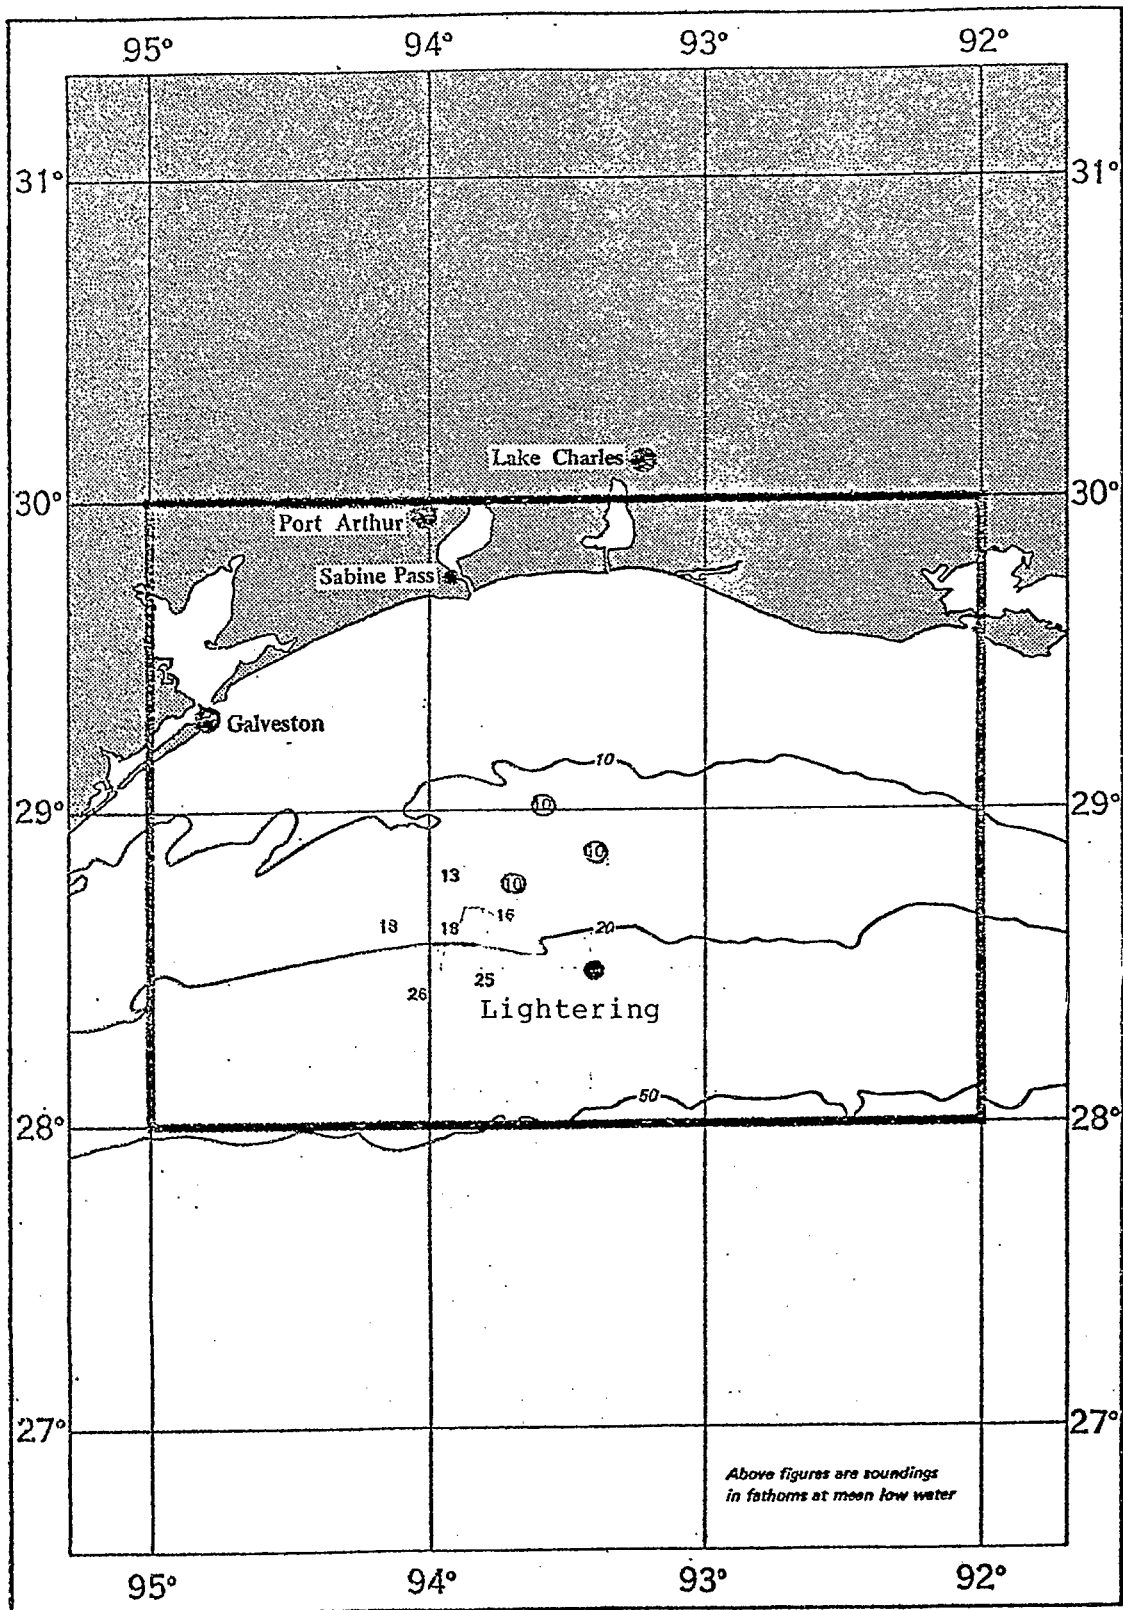 95° 94° 93° 92°
31° 31°
Lake Charles
30° 30°
Port Arthur
Sabine Pass
Galveston
10
29° 29°
10
10
13
10
16
18 18 20
25
26
Lightering
50
28° 28°
27° 27°
Above figures are soundings
in fathoms at mean low water
95° 94° 93° 92°